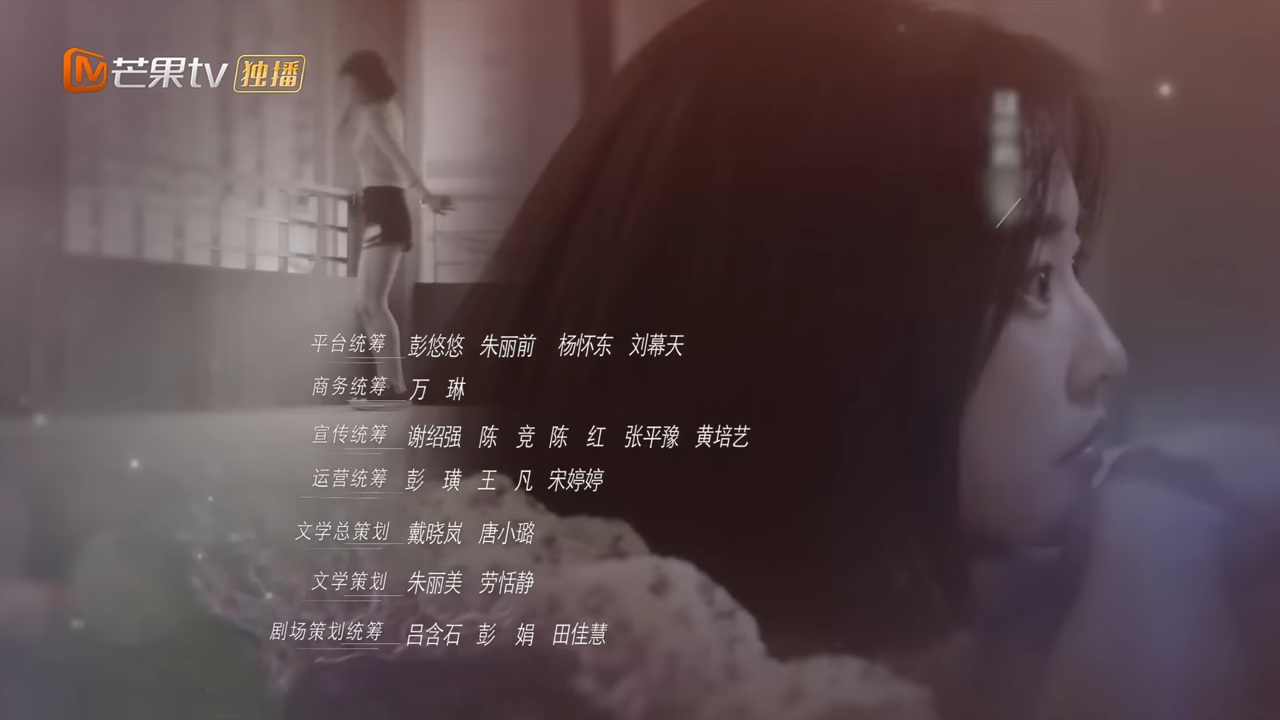 芒果tv 独播
平台统筹 彭悠悠 朱丽前 杨怀东 刘幕天
商务统筹 万 琳
宣传统筹 谢绍强 陈 竞 陈 红 张平豫 黄培艺
运营统筹 彭 璜 王 凡 宋婷婷
文学总策划 戴晓岚 唐小璐
文学策划 朱丽美 劳恬静
剧场策划统筹 吕含石 彭 娟 田佳慧